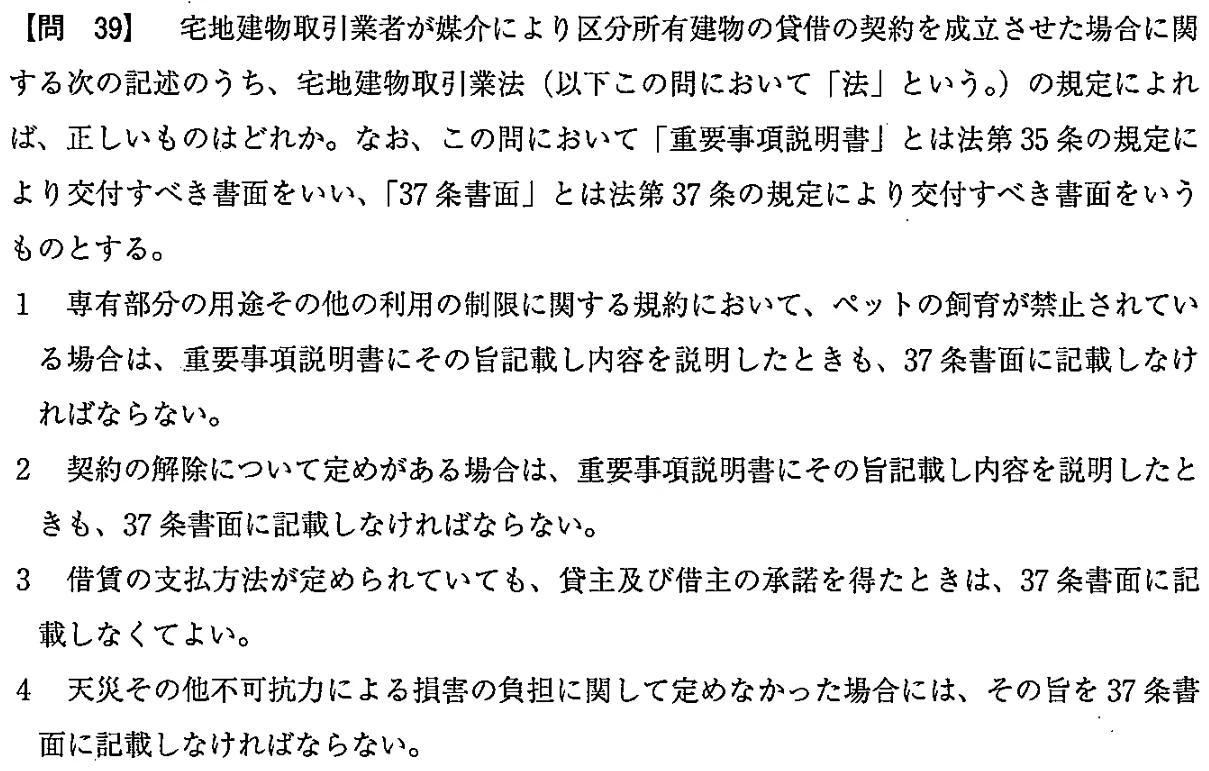 【問　39】　宅地建物取引業者が媒介により区分所有建物の貸借の契約を成立させた場合に関
する次の記述のうち、宅地建物取引業法（以下この問において「法」という。）の規定によれ
ば、正しいものはどれか。なお、この問において「重要事項説明書」とは法第 35 条の規定に
より交付すべき書面をいい、「37 条書面」とは法第 37 条の規定により交付すべき書面をいう
ものとする。
1　専有部分の用途その他の利用の制限に関する規約において、ペットの飼育が禁止されてい
る場合は、重要事項説明書にその旨記載し内容を説明したときも、37 条書面に記載しなけ
ればならない。
2　契約の解除について定めがある場合は、重要事項説明書にその旨記載し内容を説明したと
きも、37 条書面に記載しなければならない。
3　借賃の支払方法が定められていても、貸主及び借主の承諾を得たときは、37 条書面に記
載しなくてよい。
4　天災その他不可抗力による損害の負担に関して定めなかった場合には、その旨を 37 条書
面に記載しなければならない。